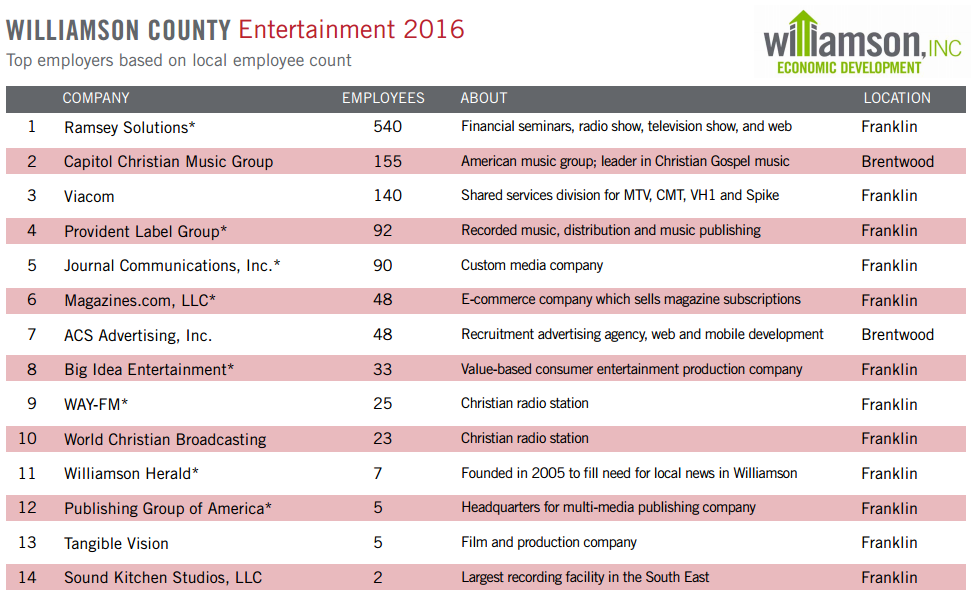 WILLIAMSON COUNTY Entertainment 2016
Top employers based on local employee count
williamson, INC
ECONOMIC DEVELOPMENT
COMPANY EMPLOYEES ABOUT LOCATION
1 Ramsey Solutions* 540 Financial seminars, radio show, television show, and web Franklin
2 Capitol Christian Music Group 155 American music group; leader in Christian Gospel music Brentwood
3 Viacom 140 Shared services division for MTV, CMT, VH1 and Spike Franklin
4 Provident Label Group* 92 Recorded music, distribution and music publishing Franklin
5 Journal Communications, Inc.* 90 Custom media company Franklin
6 Magazines.com, LLC* 48 E-commerce company which sells magazine subscriptions Franklin
7 ACS Advertising, Inc. 48 Recruitment advertising agency, web and mobile development Brentwood
8 Big Idea Entertainment* 33 Value-based consumer entertainment production company Franklin
9 WAY-FM* 25 Christian radio station Franklin
10 World Christian Broadcasting 23 Christian radio station Franklin
11 Williamson Herald* 7 Founded in 2005 to fill need for local news in Williamson Franklin
12 Publishing Group of America* 5 Headquarters for multi-media publishing company Franklin
13 Tangible Vision 5 Film and production company Franklin
14 Sound Kitchen Studios, LLC 2 Largest recording facility in the South East Franklin